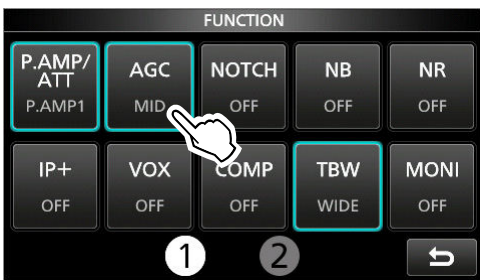 FUNCTION
P.AMP/
ATT
P.AMP1
AGC
MID
NOTCH
OFF
NB
OFF
NR
OFF
IP+
OFF
VOX
OFF
COMP
OFF
TBW
WIDE
MONI
OFF
1
2